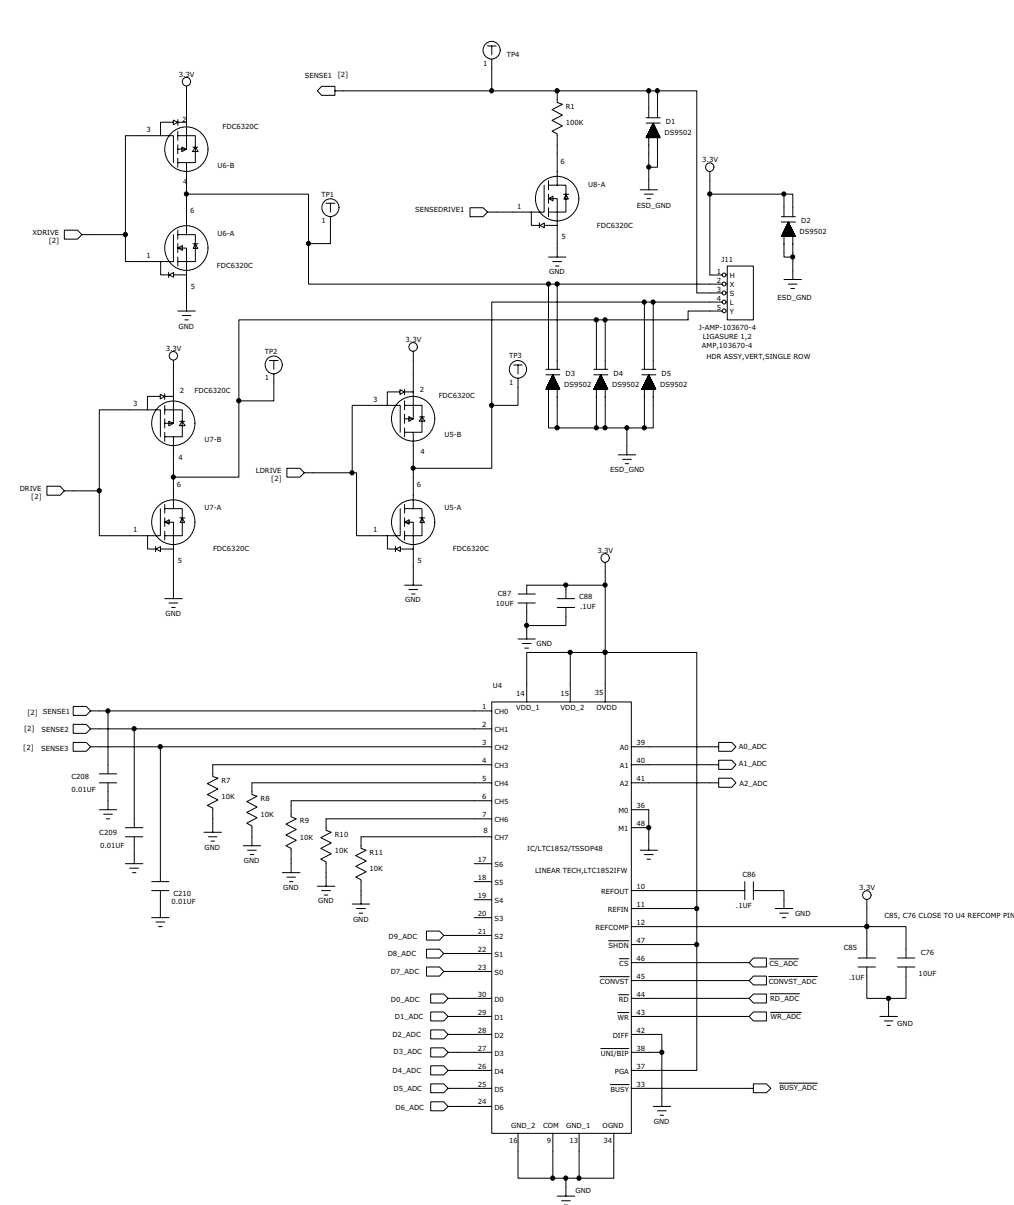 TP4
1
SENSE1 [2]
3.3V
2
3
FDC6320C
U6-B
4
R1
100K
D1
DS9502
ESD_GND
6
U8-A
SENSEDRIVE1
1
FDC6320C
5
GND
3.3V
D2
DS9502
ESD_GND
TP1
1
XDRIVE
[2]
6
U6-A
1
FDC6320C
5
GND
J11
1 H
2 X
3 S
4 L
5 Y
J-AMP-103670-4
LIGASURE 1,2
AMP,103670-4
HDR ASSY,VERT,SINGLE ROW
3.3V
2
FDC6320C
3
U7-B
4
TP2
1
3.3V
2
FDC6320C
3
U5-B
4
TP3
1
D3
DS9502
D4
DS9502
D5
DS9502
ESD_GND
DRIVE
[2]
6
U7-A
1
FDC6320C
5
GND
LDRIVE
[2]
6
U5-A
1
FDC6320C
5
GND
3.3V
C87
10UF
C88
.1UF
GND
U4
14
15
35
VDD_1
VDD_2
OVDD
[2] SENSE1
[2] SENSE2
[2] SENSE3
1 CH0
2 CH1
3 CH2
4 CH3
5 CH4
6 CH5
7 CH6
8 CH7
17 S6
18 S5
19 S4
20 S3
D9_ADC 21 S2
D8_ADC 22 S1
D7_ADC 23 S0
D0_ADC 30 D0
D1_ADC 29 D1
D2_ADC 28 D2
D3_ADC 27 D3
D4_ADC 26 D4
D5_ADC 25 D5
D6_ADC 24 D6
C208
0.01UF
C209
0.01UF
C210
0.01UF
R7
10K
GND
R8
10K
GND
R9
10K
GND
R10
10K
GND
R11
10K
GND
IC/LTC1852/TSSOP48
LINEAR TECH,LTC1852IFW
A0 39 A0_ADC
A1 40 A1_ADC
A2 41 A2_ADC
M0 36
M1 48
GND
REFOUT 10
REFIN 11
REFCOMP 12
SHDN 47
CS 46 CS_ADC
CONVST 45 CONVST_ADC
RD 44 RD_ADC
WR 43 WR_ADC
DIFF 42
UNI/BIP 38
PGA 37
BUSY 33 BUSY_ADC
GND
C86
.1UF
GND
3.3V
C85, C76 CLOSE TO U4 REFCOMP PIN
C85
.1UF
C76
10UF
GND
GND_2
COM
GND_1
OGND
16
9
13
34
GND